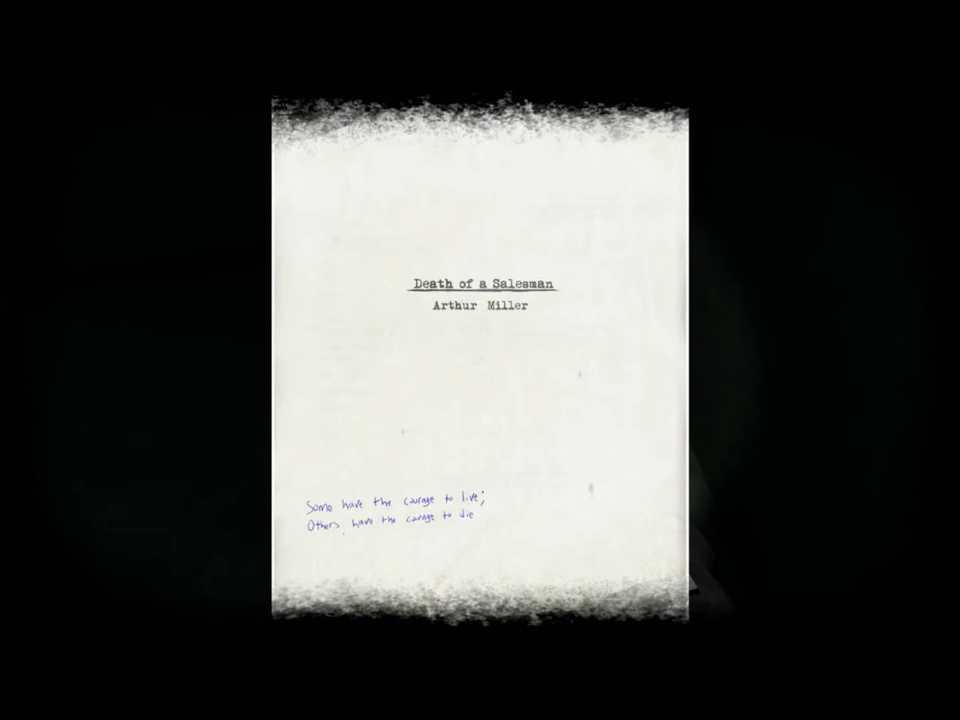 Death of a Salesman
Arthur Miller
Some have the courage to live;
Others have the courage to die